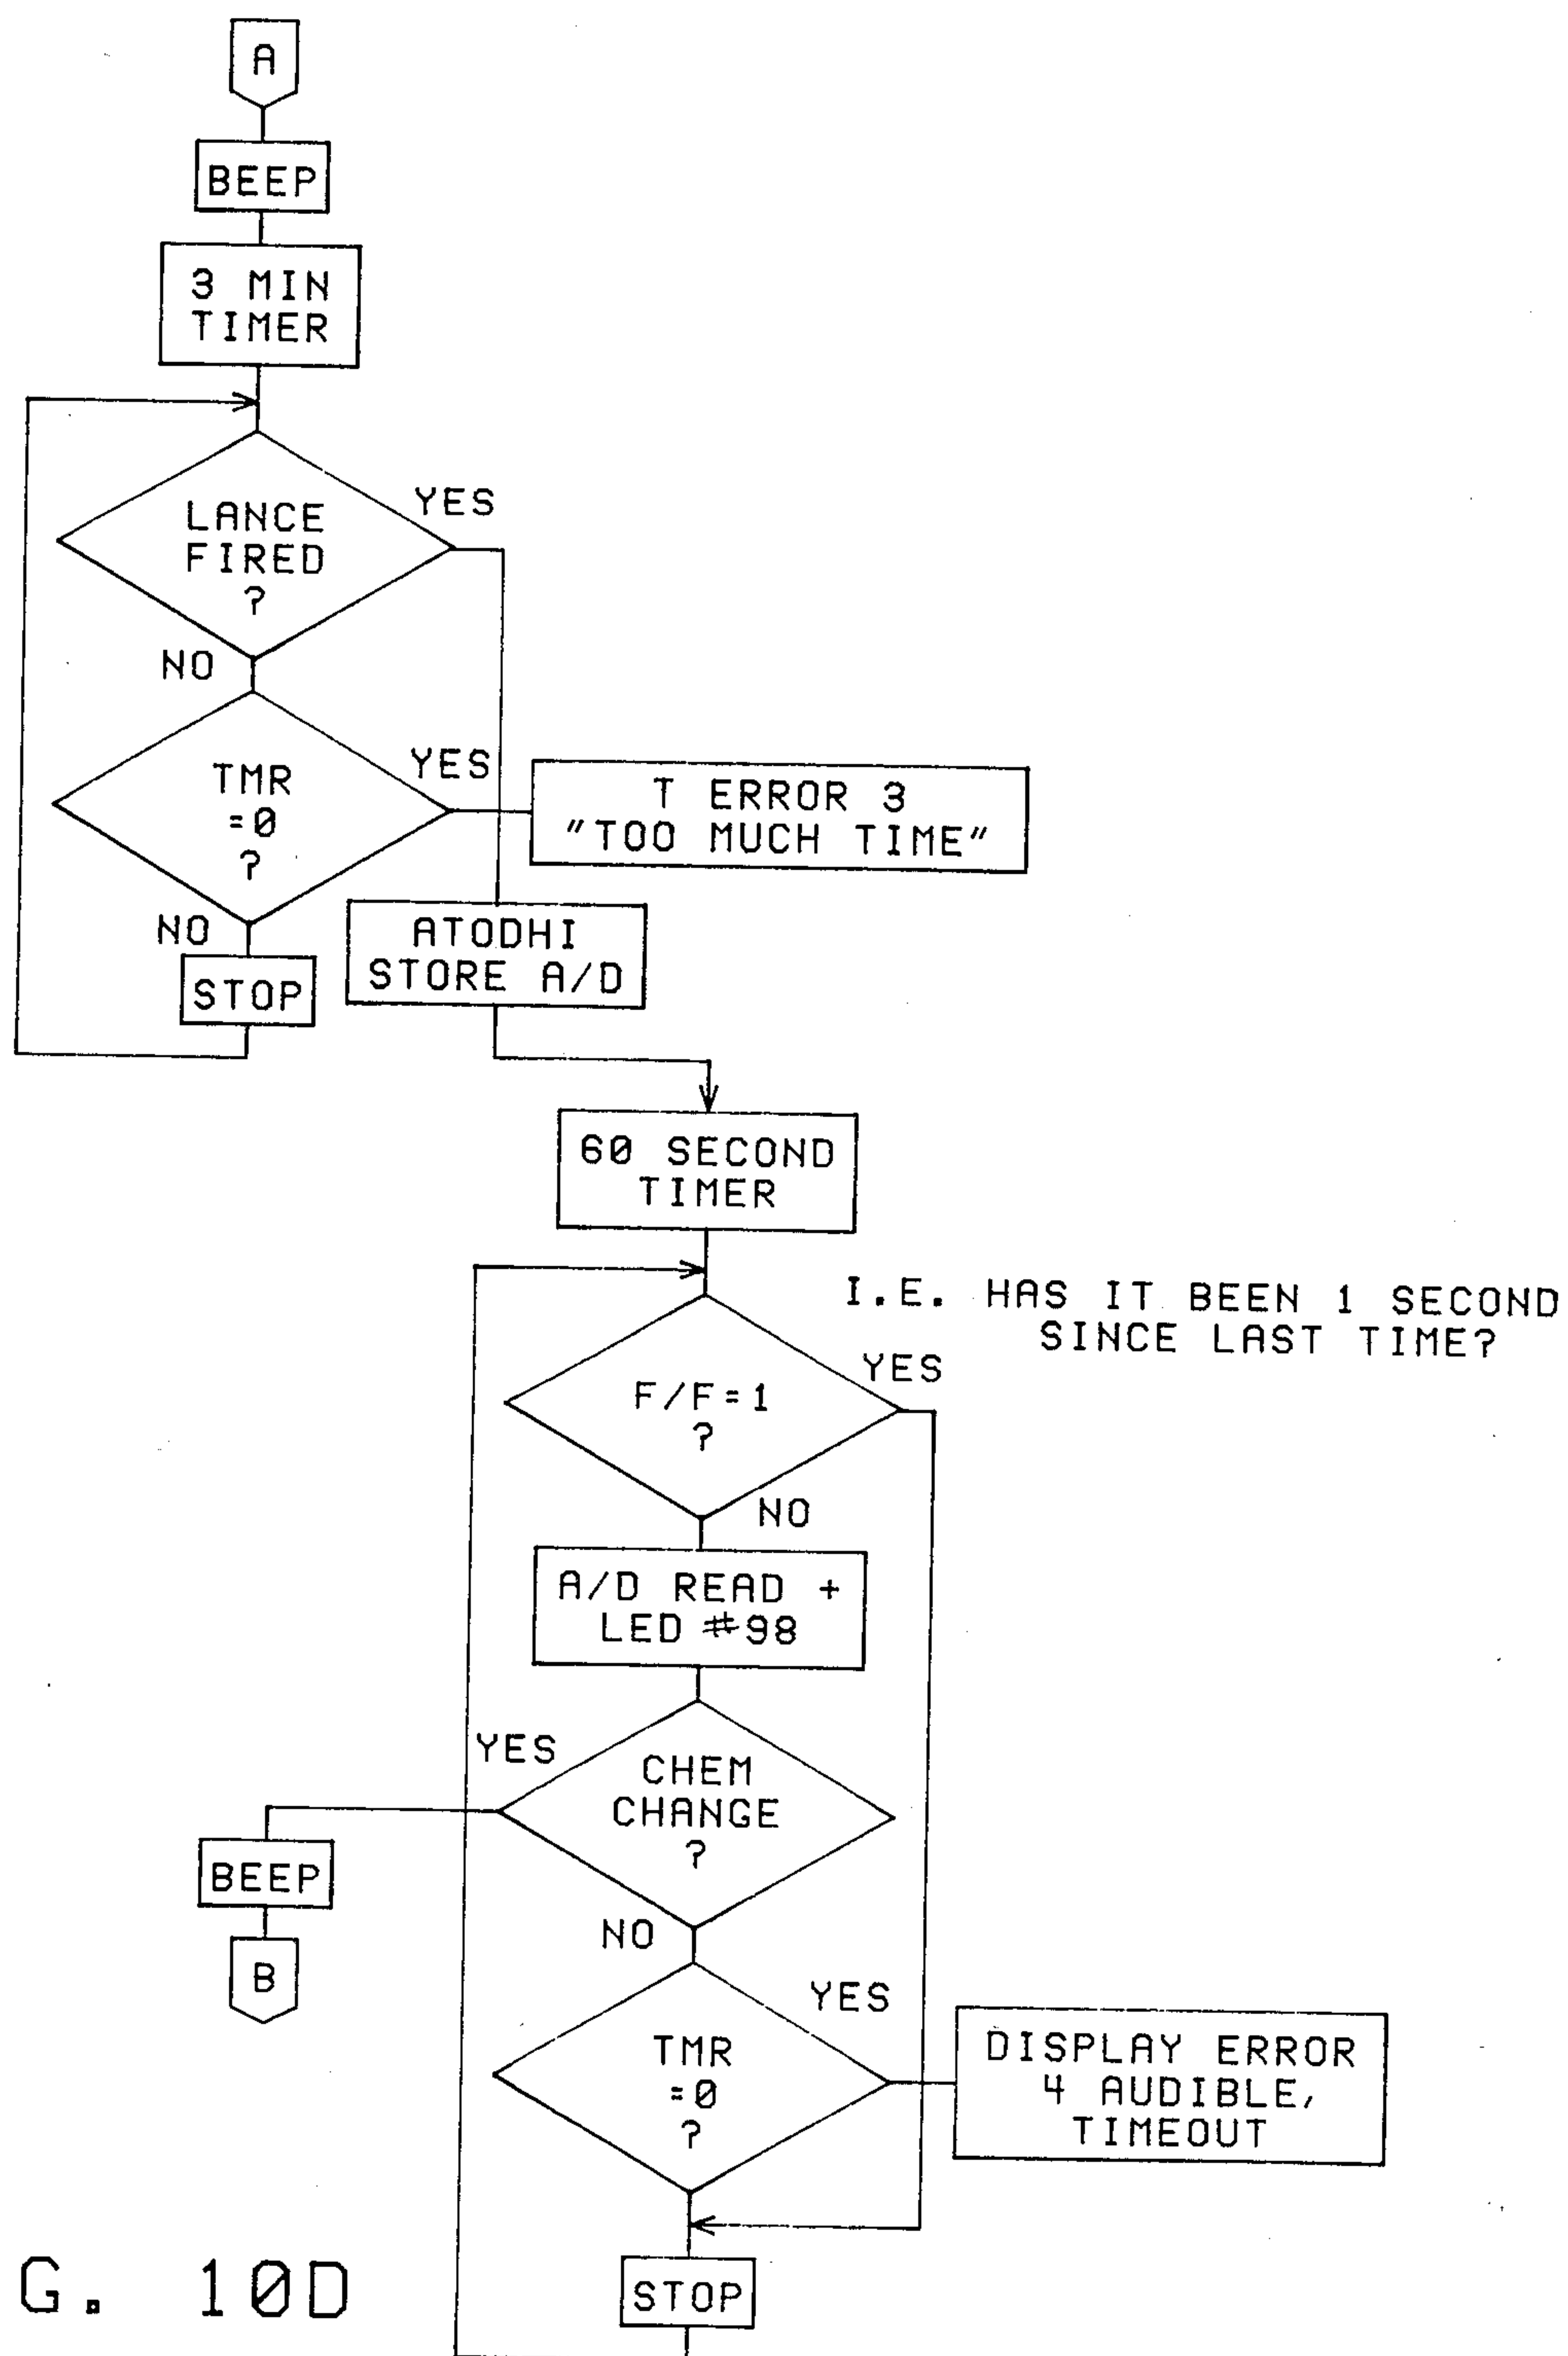 A
BEEP
3 MIN
TIMER
LANCE
FIRED
?
YES
NO
TMR
=0
?
YES
T ERROR 3
"TOO MUCH TIME"
NO
STOP
ATODHI
STORE A/D
60 SECOND
TIMER
I.E. HAS IT BEEN 1 SECOND
SINCE LAST TIME?
F/F=1
?
YES
NO
A/D READ +
LED #98
CHEM
CHANGE
?
YES
BEEP
B
NO
TMR
=0
?
YES
DISPLAY ERROR
4 AUDIBLE,
TIMEOUT
STOP
G. 10D